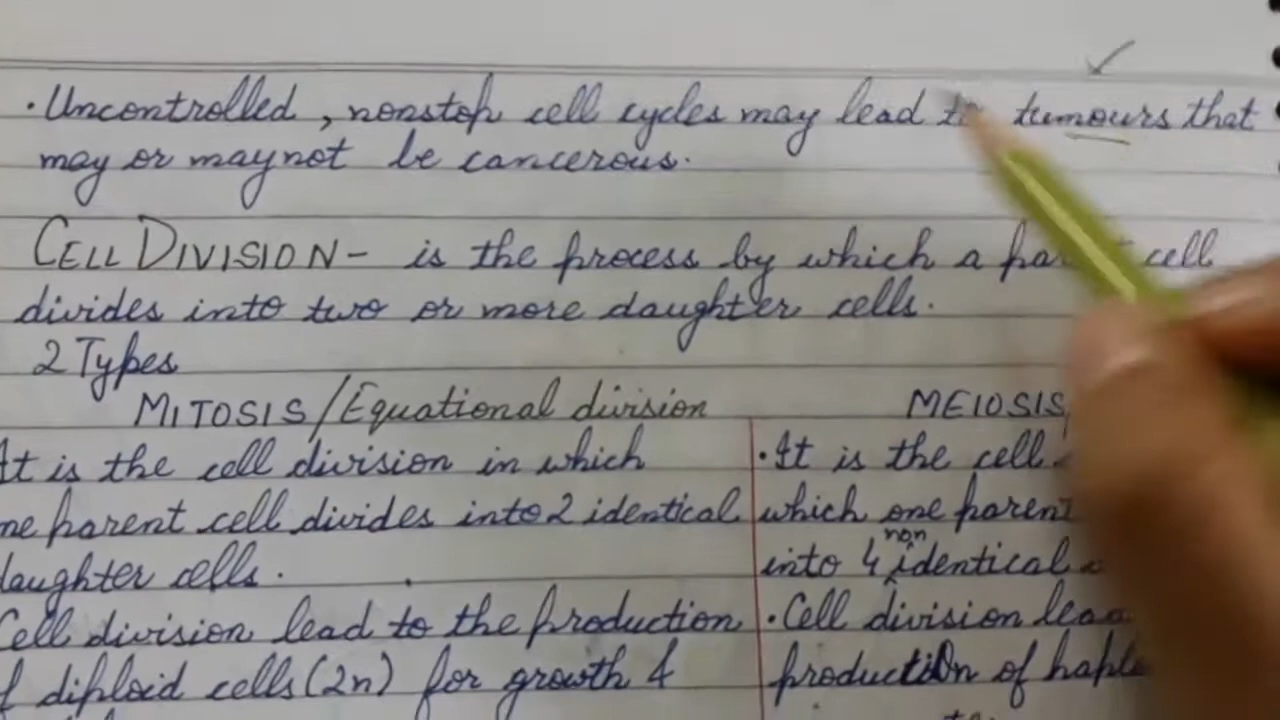 • Uncontrolled, nonstop cell cycles may lead to tumours that
may or maynot be cancerous.
CELL DIVISION - is the process by which a cell
divides into two or more daughter cells.
2 Types
MITOSIS/Equational division
It is the cell division in which
parent cell divides into 2 identical
daughter cells.
Cell division lead to the production
diploid cells (2n) for growth &
MEIOSIS
• It is the cell
which one
into 4 non identical
• Cell division
production of